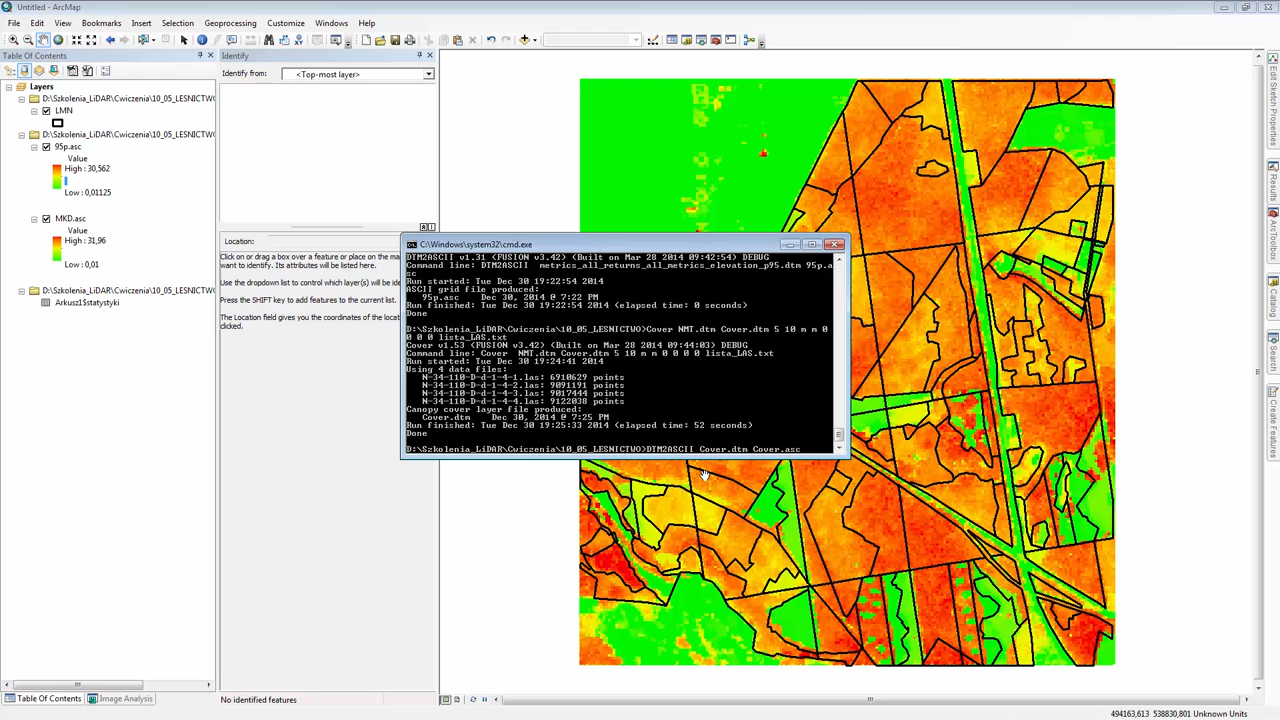 Untitled - ArcMap
File Edit View Bookmarks Insert Selection Geoprocessing Customize Windows Help
Table Of Contents
Identify
Identify from: <Top-most layer>
Layers
D:\Szkolenia_LiDAR\Cwiczenia\10_05_LESNICTWO
LMN
D:\Szkolenia_LiDAR\Cwiczenia\10_05_LESNICTWO
95p.asc
Value
High : 30,562
Low : 0,01125
MKD.asc
Value
High : 31,96
Low : 0,01
D:\Szkolenia_LiDAR\Cwiczenia\10_05_LESNICTWO
Arkusz1Statystyki
Location:
Click on or drag a box over a feature or place on the ma
want to identify. Its attributes will be listed here.
Use the dropdown list to control which layer(s) will be ide
Press the SHIFT key to add features to the current list.
The Location field gives you the coordinates of the locat
clicked.
C:\Windows\system32\cmd.exe
DTM2ASCII v1.31 (FUSION v3.42) (Built on Mar 28 2014 09:42:54) DEBUG
Command line: DTM2ASCII metrics_all_returns_all_metrics_elevation_p95.dtm 95p.a
sc
Run started: Tue Dec 30 19:22:54 2014
ASCII grid file produced:
95p.asc Dec 30, 2014 @ 7:22 PM
Run finished: Tue Dec 30 19:22:54 2014 (elapsed time: 0 seconds)
Done
D:\Szkolenia_LiDAR\Cwiczenia\10_05_LESNICTWO>Cover NMT.dtm Cover.dtm 5 10 m m 0
0 0 0 lista_LAS.txt
Cover v1.53 (FUSION v3.42) (Built on Mar 28 2014 09:44:03) DEBUG
Command line: Cover NMT.dtm Cover.dtm 5 10 m m 0 0 0 0 lista_LAS.txt
Run started: Tue Dec 30 19:24:41 2014
Using 4 data files:
N-34-110-D-d-1-4-1.las: 6910629 points
N-34-110-D-d-1-4-2.las: 9091191 points
N-34-110-D-d-1-4-3.las: 9017444 points
N-34-110-D-d-1-4-4.las: 9122038 points
Canopy cover layer file produced:
Cover.dtm Dec 30, 2014 @ 7:25 PM
Run finished: Tue Dec 30 19:25:33 2014 (elapsed time: 52 seconds)
Done
D:\Szkolenia_LiDAR\Cwiczenia\10_05_LESNICTWO>DTM2ASCII Cover.dtm Cover.asc
Edit Sketch Properties
Results
ArcToolbox
Search
Create Features
Table Of Contents Image Analysis
No identified features
494163,613 538830,801 Unknown Units